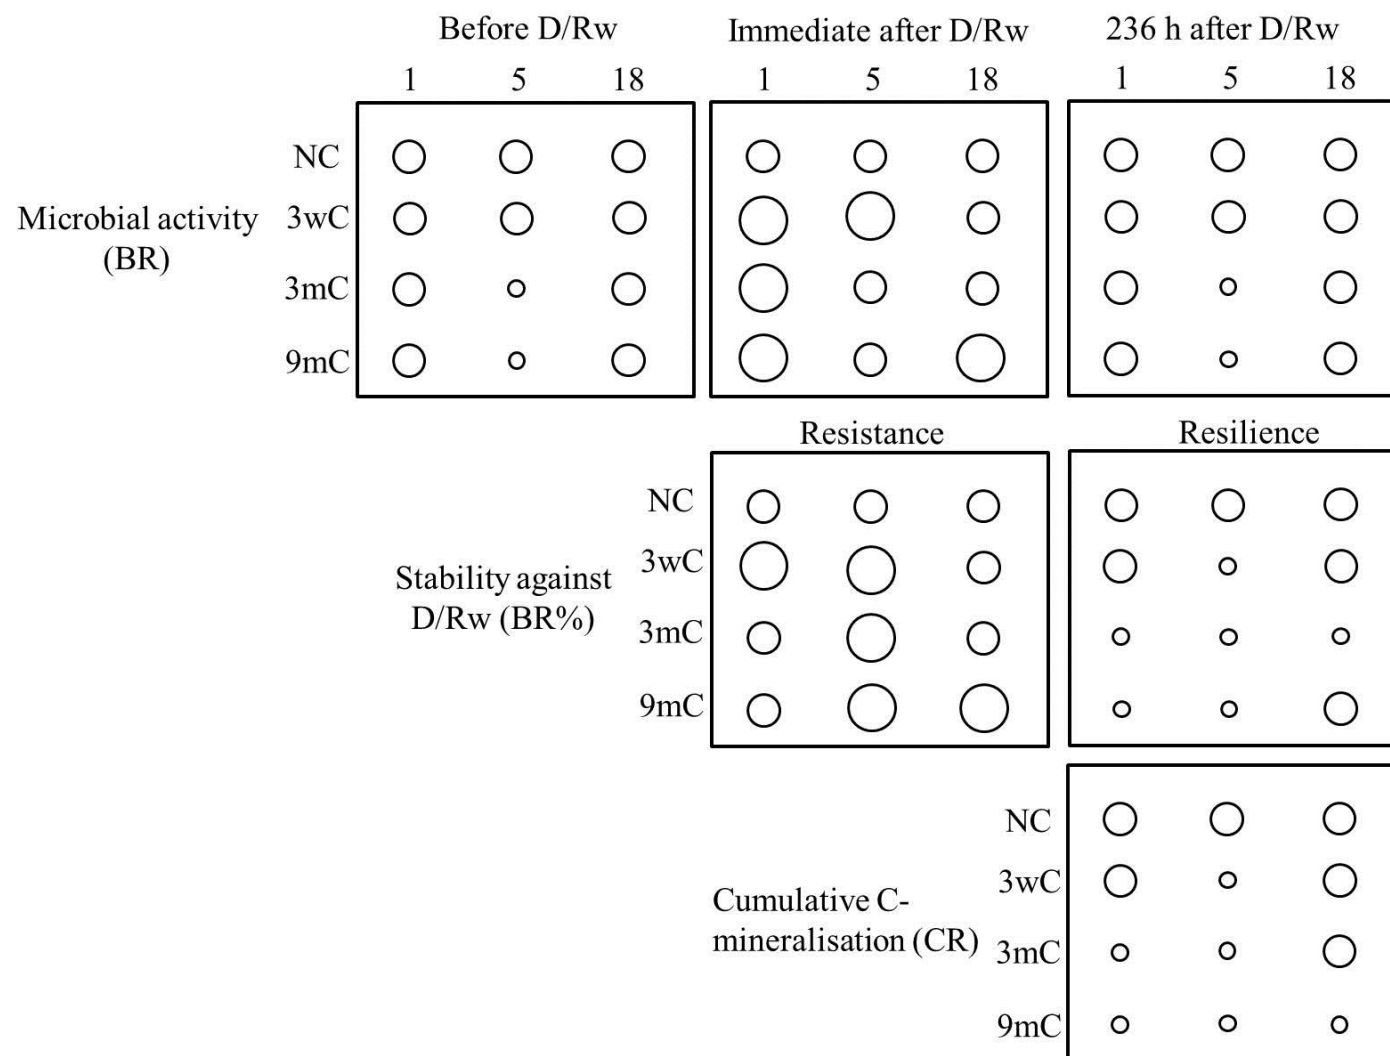 Before D/Rw
Immediate after D/Rw
236 h after D/Rw
1 5 18
1 5 18
1 5 18
Microbial activity
(BR)
NC
3wC
3mC
9mC
Resistance
Resilience
Stability against
D/Rw (BR%)
NC
3wC
3mC
9mC
Cumulative C-
mineralisation (CR)
NC
3wC
3mC
9mC